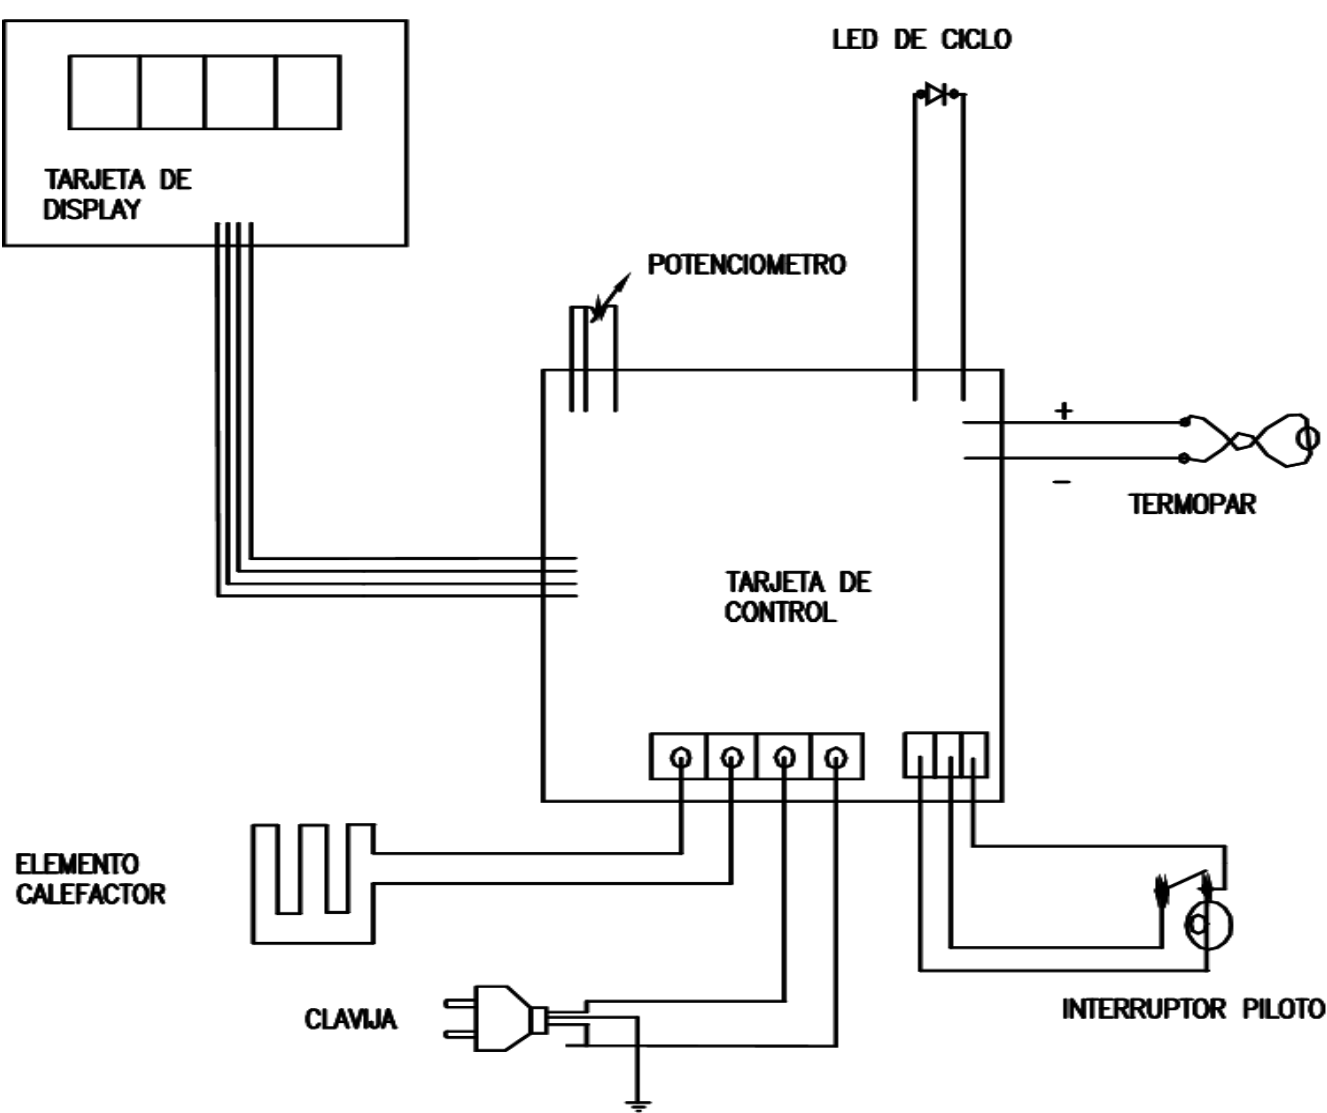 LED DE CICLO
TARJETA DE
DISPLAY
POTENCIOMETRO
+
−
TERMOPAR
TARJETA DE
CONTROL
ELEMENTO
CALEFACTOR
CLAVIJA
INTERRUPTOR PILOTO